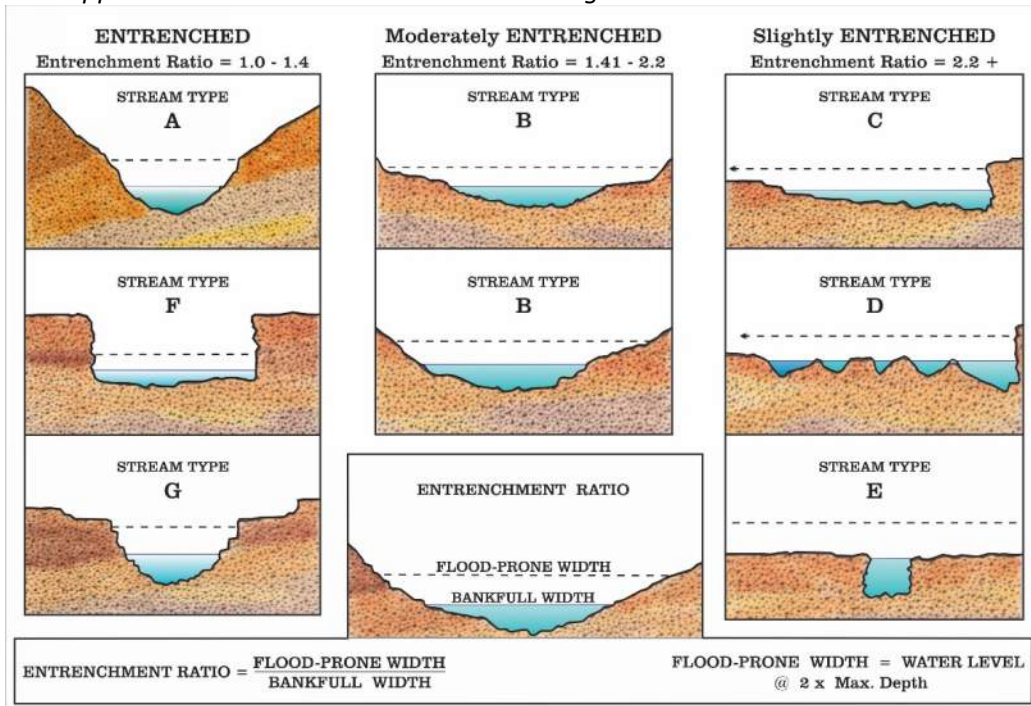 ENTRENCHED
Entrenchment Ratio = 1.0 - 1.4
STREAM TYPE
A
STREAM TYPE
F
STREAM TYPE
G
Moderately ENTRENCHED
Entrenchment Ratio = 1.41 - 2.2
STREAM TYPE
B
STREAM TYPE
B
Slightly ENTRENCHED
Entrenchment Ratio = 2.2 +
STREAM TYPE
C
STREAM TYPE
D
STREAM TYPE
E
ENTRENCHMENT RATIO
FLOOD-PRONE WIDTH
BANKFULL WIDTH
ENTRENCHMENT RATIO = FLOOD-PRONE WIDTH
BANKFULL WIDTH
FLOOD-PRONE WIDTH = WATER LEVEL
@ 2 x Max. Depth